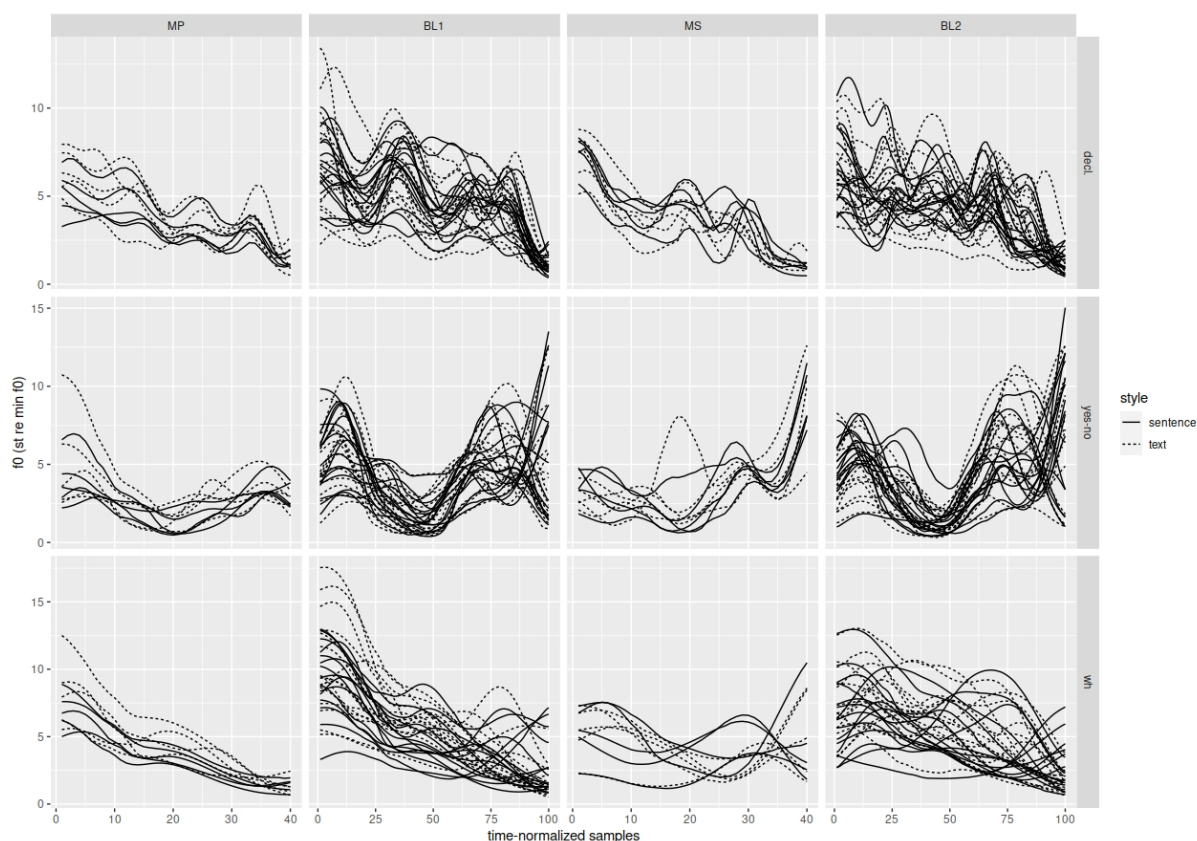 MP BL1 MS BL2
10
5
0
decl.
15
10
5
0
yes-no
15
10
5
0
wh
0 10 20 30 40 0 25 50 75 100 0 10 20 30 40 0 25 50 75 100
time-normalized samples
f0 (st re min f0)
style
sentence
text